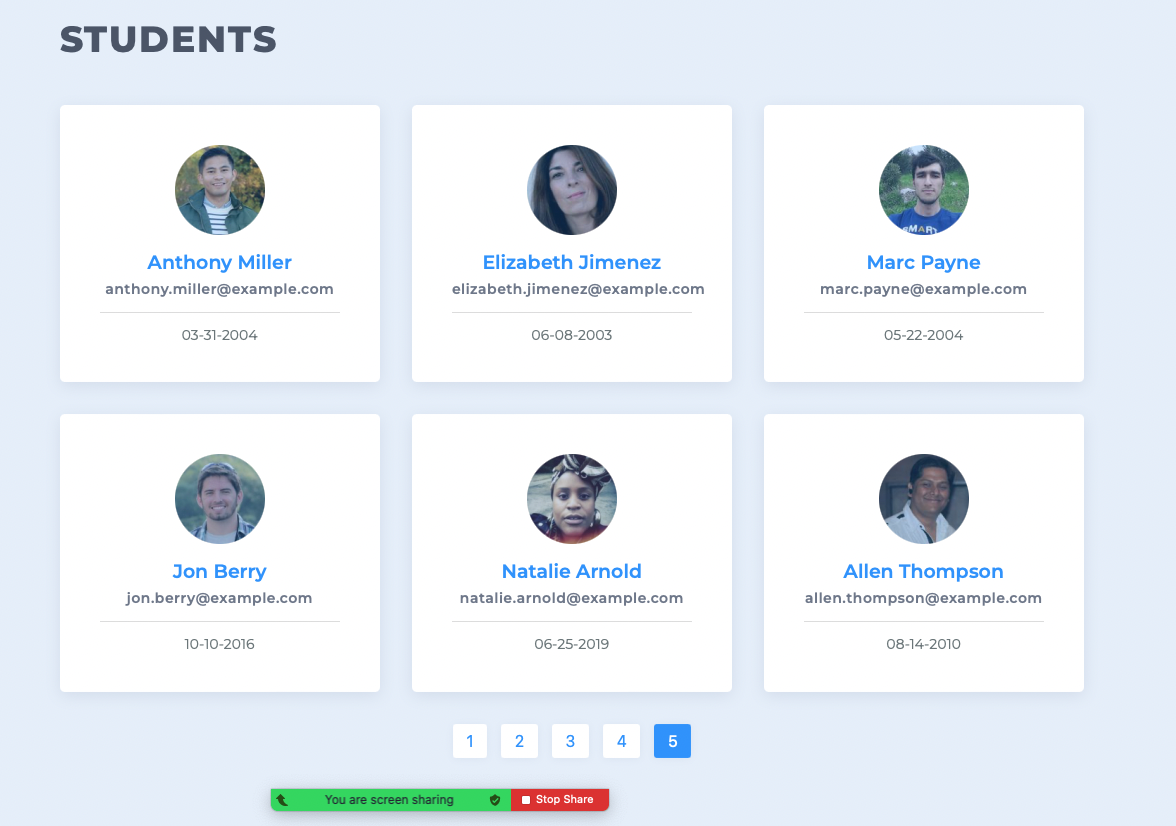 STUDENTS
Anthony Miller
anthony.miller@example.com
03-31-2004
Elizabeth Jimenez
elizabeth.jimenez@example.com
06-08-2003
SMART
Marc Payne
marc.payne@example.com
05-22-2004
Jon Berry
jon.berry@example.com
10-10-2016
Natalie Arnold
natalie.arnold@example.com
06-25-2019
Allen Thompson
allen.thompson@example.com
08-14-2010
1 2 3 4 5
You are screen sharing Stop Share